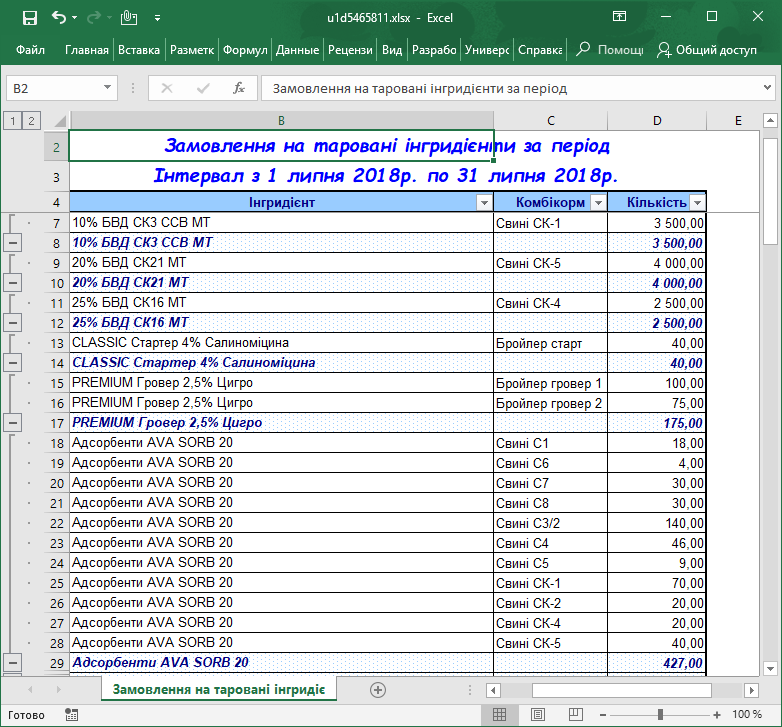 u1d5465811.xlsx - Excel
Файл Главная Вставка Разметк Формул Данные Рецензи Вид Разрабо Универс Справка Помощ Общий доступ
B2 fx Замовлення на таровані інгридієнти за період
1 2 B C D E
2 Замовлення на таровані інгридієнти за період
3 Інтервал з 1 липня 2018р. по 31 липня 2018р.
4 Інгридієнт Комбікорм Кількість
7 10% БВД СК3 ССВ МТ Свині СК-1 3 500,00
8 10% БВД СК3 ССВ МТ 3 500,00
9 20% БВД СК21 МТ Свині СК-5 4 000,00
10 20% БВД СК21 МТ 4 000,00
11 25% БВД СК16 МТ Свині СК-4 2 500,00
12 25% БВД СК16 МТ 2 500,00
13 CLASSIC Стартер 4% Салиноміцина Бройлер старт 40,00
14 CLASSIC Стартер 4% Салиноміцина 40,00
15 PREMIUM Гровер 2,5% Цигро Бройлер гровер 1 100,00
16 PREMIUM Гровер 2,5% Цигро Бройлер гровер 2 75,00
17 PREMIUM Гровер 2,5% Цигро 175,00
18 Адсорбенти AVA SORB 20 Свині С1 18,00
19 Адсорбенти AVA SORB 20 Свині С6 4,00
20 Адсорбенти AVA SORB 20 Свині С7 30,00
21 Адсорбенти AVA SORB 20 Свині С8 30,00
22 Адсорбенти AVA SORB 20 Свині С3/2 140,00
23 Адсорбенти AVA SORB 20 Свині С4 46,00
24 Адсорбенти AVA SORB 20 Свині С5 9,00
25 Адсорбенти AVA SORB 20 Свині СК-1 70,00
26 Адсорбенти AVA SORB 20 Свині СК-2 20,00
27 Адсорбенти AVA SORB 20 Свині СК-4 20,00
28 Адсорбенти AVA SORB 20 Свині СК-5 40,00
29 Адсорбенти AVA SORB 20 427,00
Замовлення на таровані інгридіє
Готово 100 %